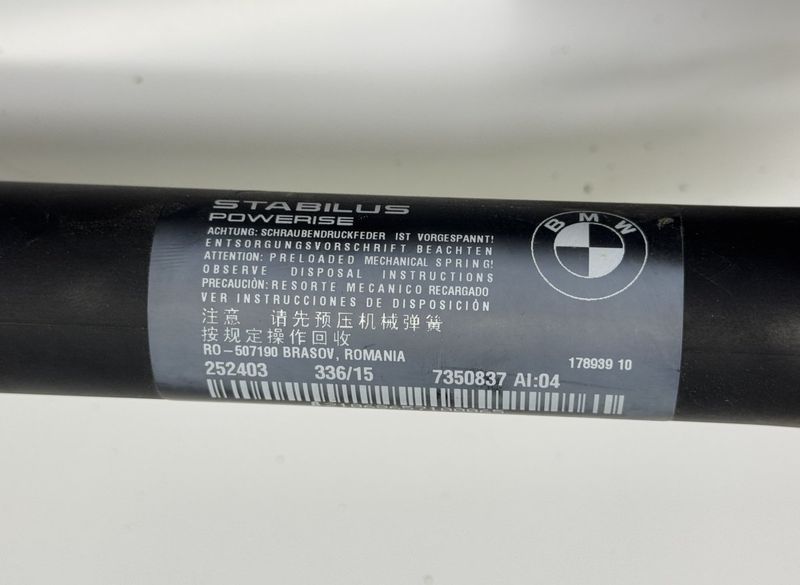 STABILUS
POWERISE
ACHTUNG: SCHRAUBENDRUCKFEDER IST VORGESPANNT!
ENTSORGUNGSVORSCHRIFT BEACHTEN
ATTENTION: PRELOADED MECHANICAL SPRING!
OBSERVE DISPOSAL INSTRUCTIONS
PRECAUCIÓN: RESORTE MECANICO RECARGADO
VER INSTRUCCIONES DE DISPOSICIÓN
注意 请先预压机械弹簧
按规定操作回收
RO-507190 BRASOV, ROMANIA
178939 10
252403 336/15 7350837 AI:04
BMW